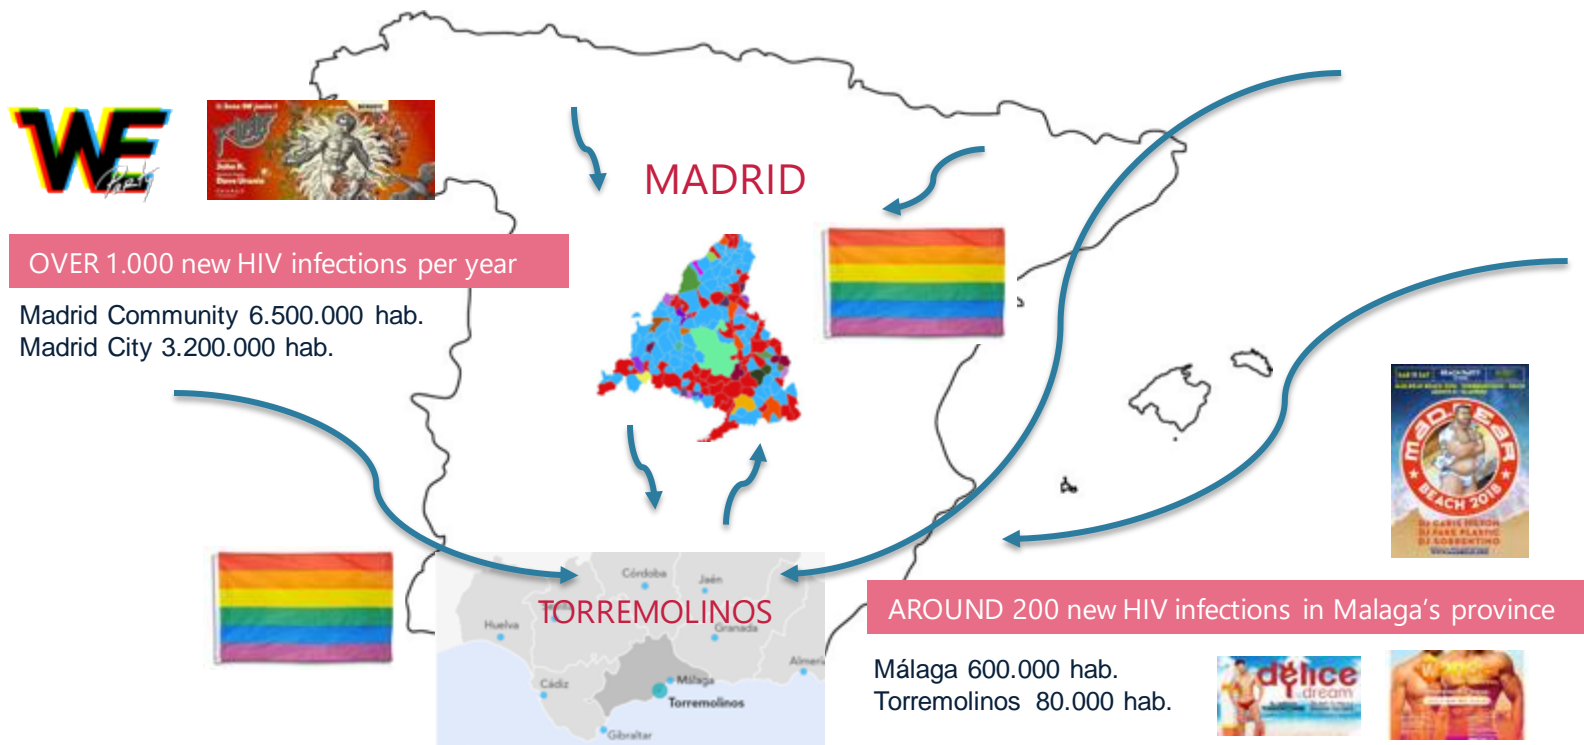 WE
Party
MADRID
OVER 1.000 new HIV infections per year
Madrid Community 6.500.000 hab.
Madrid City 3.200.000 hab.
MADBEAR
BEACH 2018
Córdoba
Jaén
TORREMOLINOS
Huelva
Granada
Cádiz
Málaga
Torremolinos
Gibraltar
AROUND 200 new HIV infections in Malaga's province
Málaga 600.000 hab.
Torremolinos 80.000 hab.
délice
dream